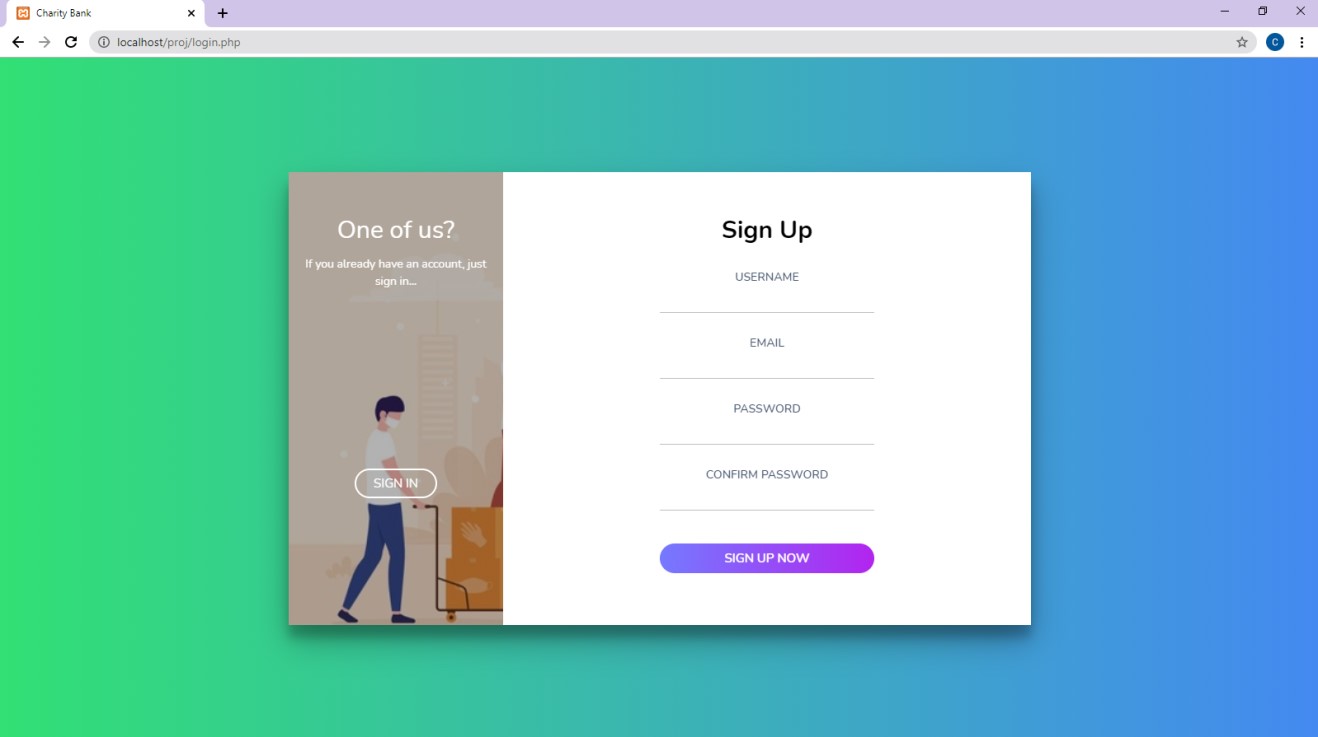 Charity Bank
localhost/proj/login.php
C
One of us?
If you already have an account, just
sign in...
SIGN IN
Sign Up
USERNAME
EMAIL
PASSWORD
CONFIRM PASSWORD
SIGN UP NOW